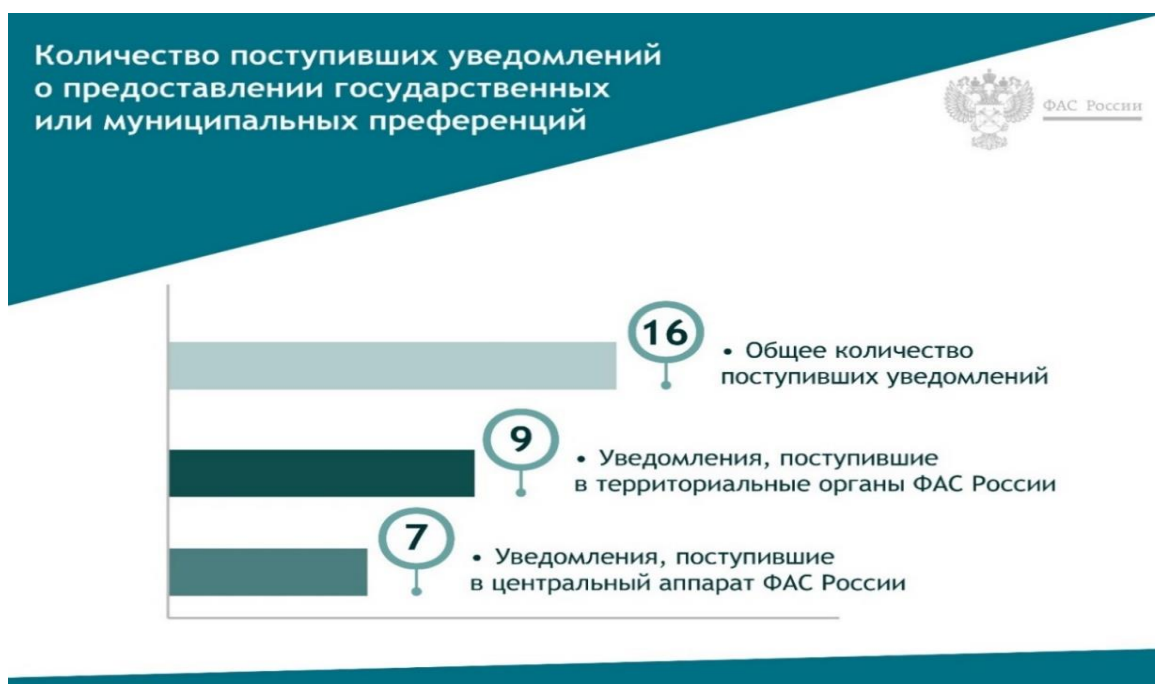 Количество поступивших уведомлений
о предоставлении государственных
или муниципальных преференций
ФАС России
16
• Общее количество
поступивших уведомлений
9
• Уведомления, поступившие
в территориальные органы ФАС России
7
• Уведомления, поступившие
в центральный аппарат ФАС России